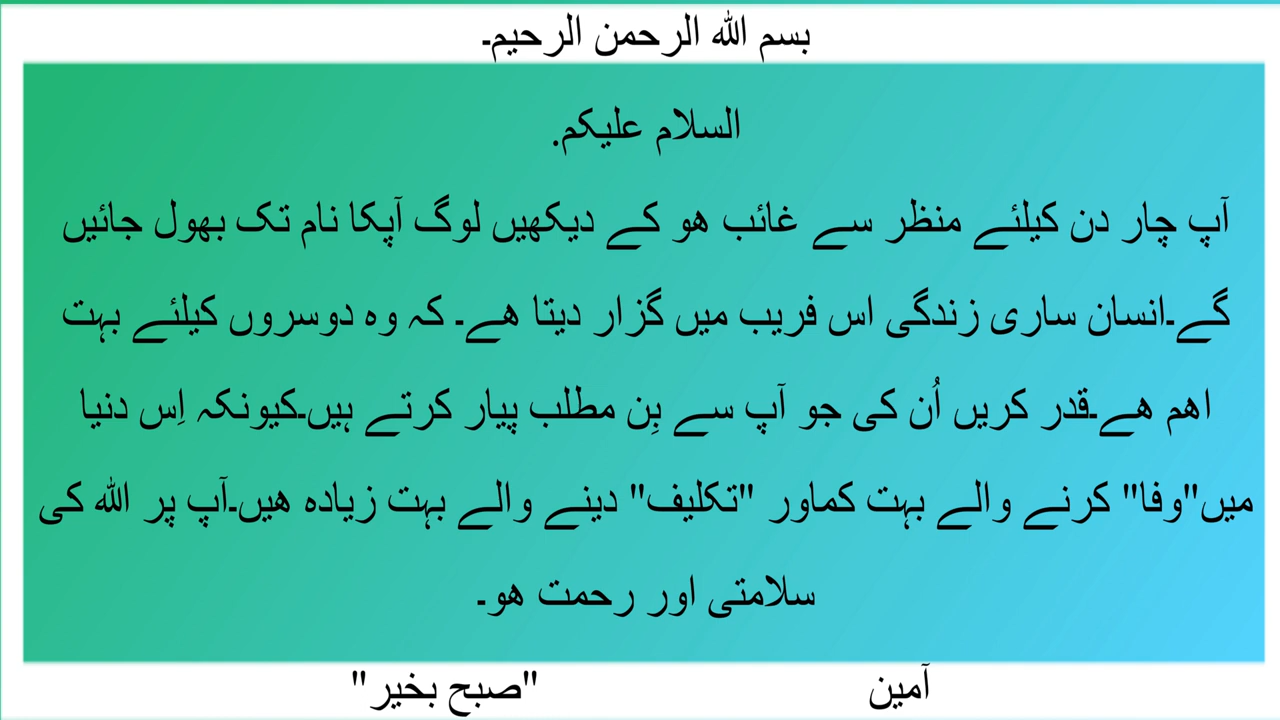 بسم الله الرحمن الرحیم۔
السلام علیکم.
آپ چار دن کیلئے منظر سے غائب ھو کے دیکھیں لوگ آپکا نام تک بھول جائیں
گے۔انسان ساری زندگی اس فریب میں گزار دیتا ھے۔ کہ وہ دوسروں کیلئے بہت
اھم ھے۔قدر کریں اُن کی جو آپ سے بِن مطلب پیار کرتے ہیں۔کیونکہ اِس دنیا
میں"وفا" کرنے والے بہت کماور "تکلیف" دینے والے بہت زیادہ ھیں۔آپ پر اللہ کی
سلامتی اور رحمت ھو۔
آمین "صبح بخیر"